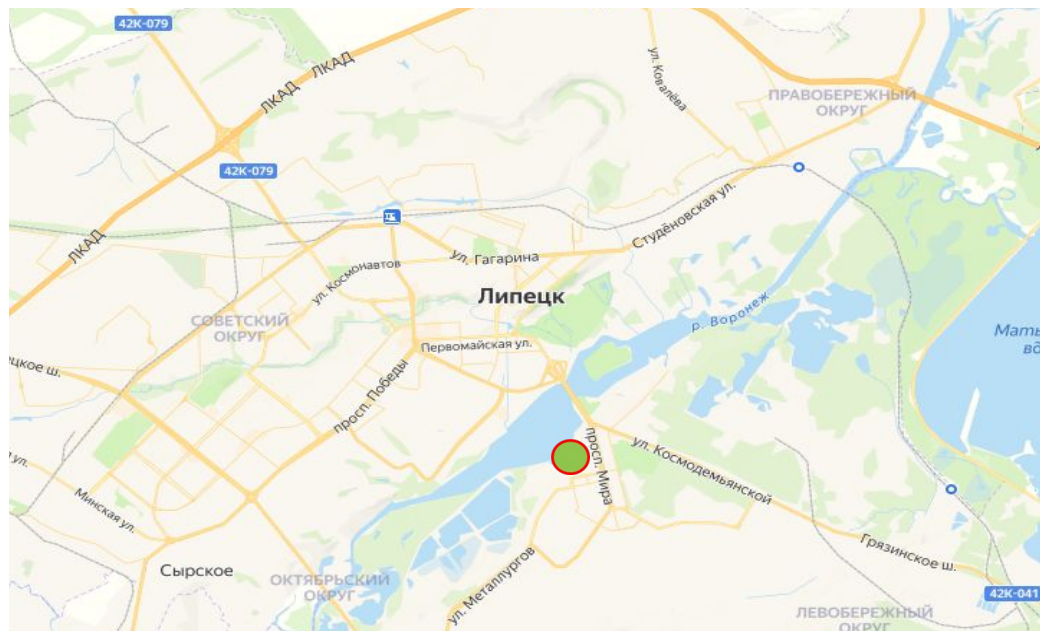 42К-079
ЛКАД
ЛКАД
ул. Ковалёва
ПРАВОБЕРЕЖНЫЙ
ОКРУГ
42К-079
Студёновская ул.
ЛКАД
ул. Гагарина
ул. Космонавтов
Липецк
р. Воронеж
СОВЕТСКИЙ
ОКРУГ
Первомайская ул.
цкое ш.
просп. Победы
просп. Мира
ул. Космодемьянской
ул.
Минская ул.
Сырское
ОКТЯБРЬСКИЙ
ОКРУГ
ул. Металлургов
Грязинское ш.
42К-041
ЛЕВОБЕРЕЖНЫЙ
ОКРУГ